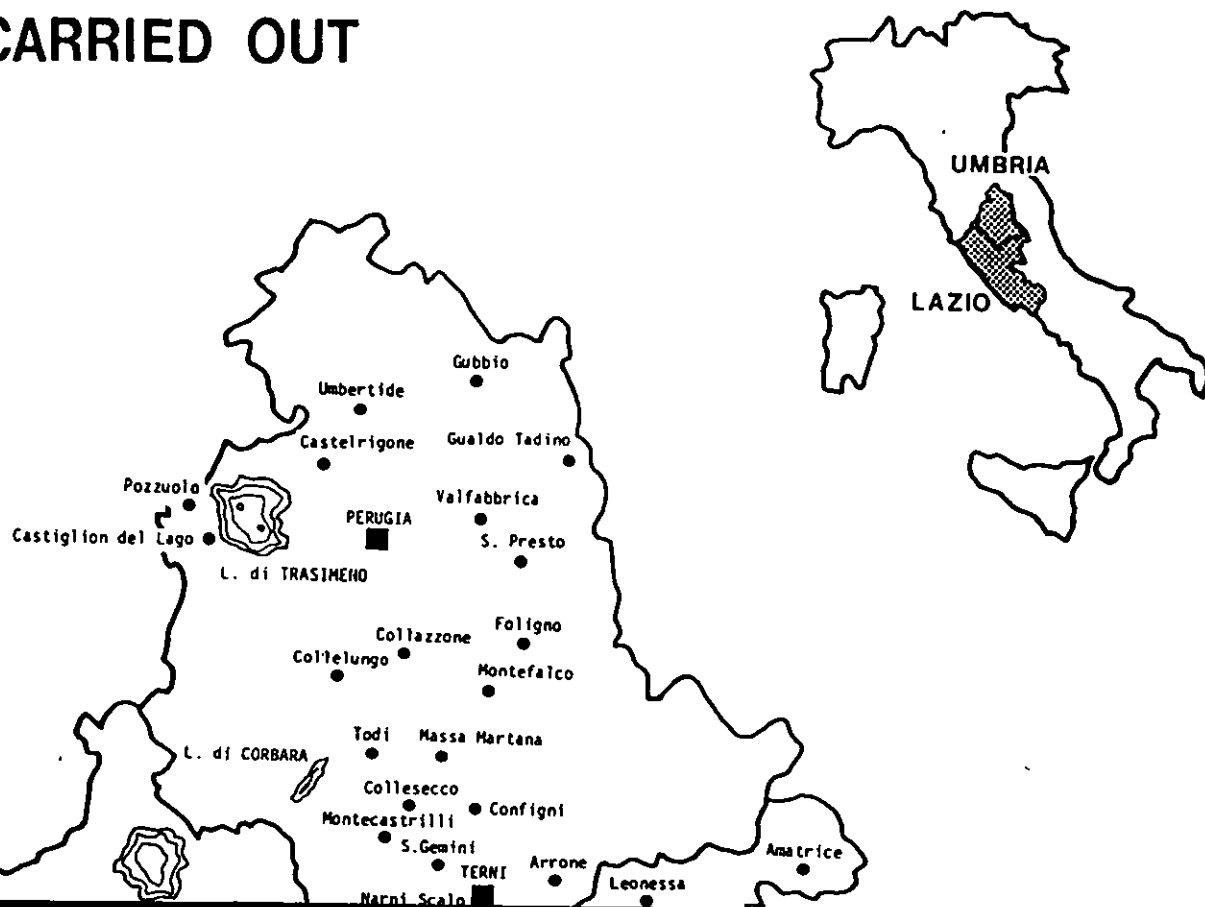 CARRIED OUT
UMBRIA
LAZIO
Gubbio
Umbertide
Castelrigone
Gualdo Tadino
Pozzuolo
Valfabbrica
PERUGIA
Castiglion del Lago
S. Presto
L. di TRASIMENO
Foligno
Collazzone
Collelungo
Montefalco
Todi
Massa Martana
L. di CORBARA
Collesecco
Configni
Montecastrilli
S.Gemini
Arrone
Amatrice
TERNI
Leonessa
Narni Scalo